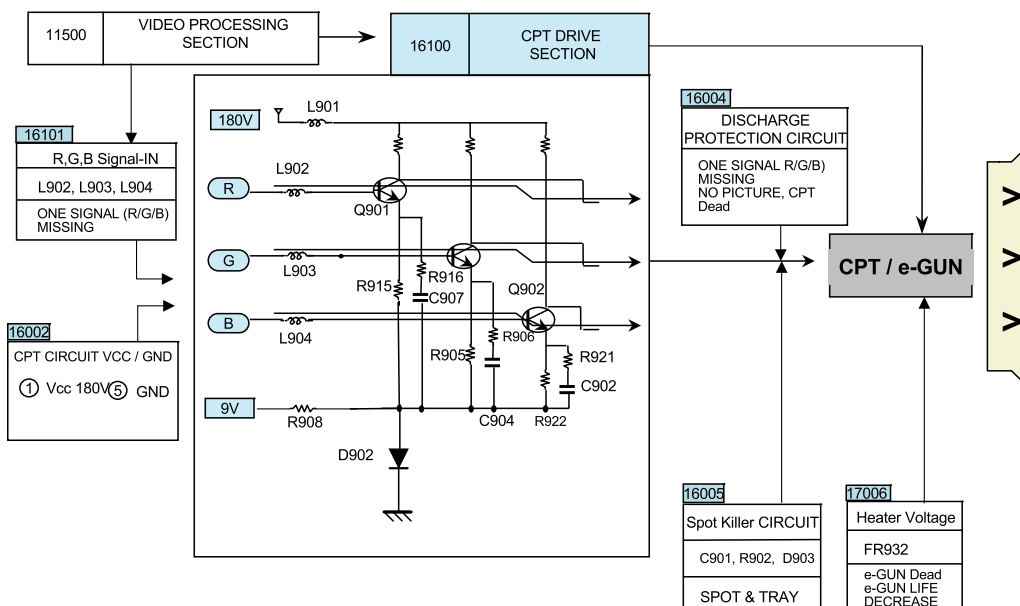 11500
VIDEO PROCESSING
SECTION
16100
CPT DRIVE
SECTION
16101
R,G,B Signal-IN
L902, L903, L904
ONE SIGNAL (R/G/B)
MISSING
16002
CPT CIRCUIT VCC / GND
1 Vcc 180V 5 GND
180V
L901
R
L902
Q901
G
L903
R916
R915
C907
Q902
B
L904
R906
R905
R921
C902
9V
R908
C904
R922
D902
16004
DISCHARGE
PROTECTION CIRCUIT
ONE SIGNAL R/G/B)
MISSING
NO PICTURE, CPT
Dead
CPT / e-GUN
>
>
>
16005
Spot Killer CIRCUIT
C901, R902, D903
SPOT & TRAY
17006
Heater Voltage
FR932
e-GUN Dead
e-GUN LIFE
DECREASE